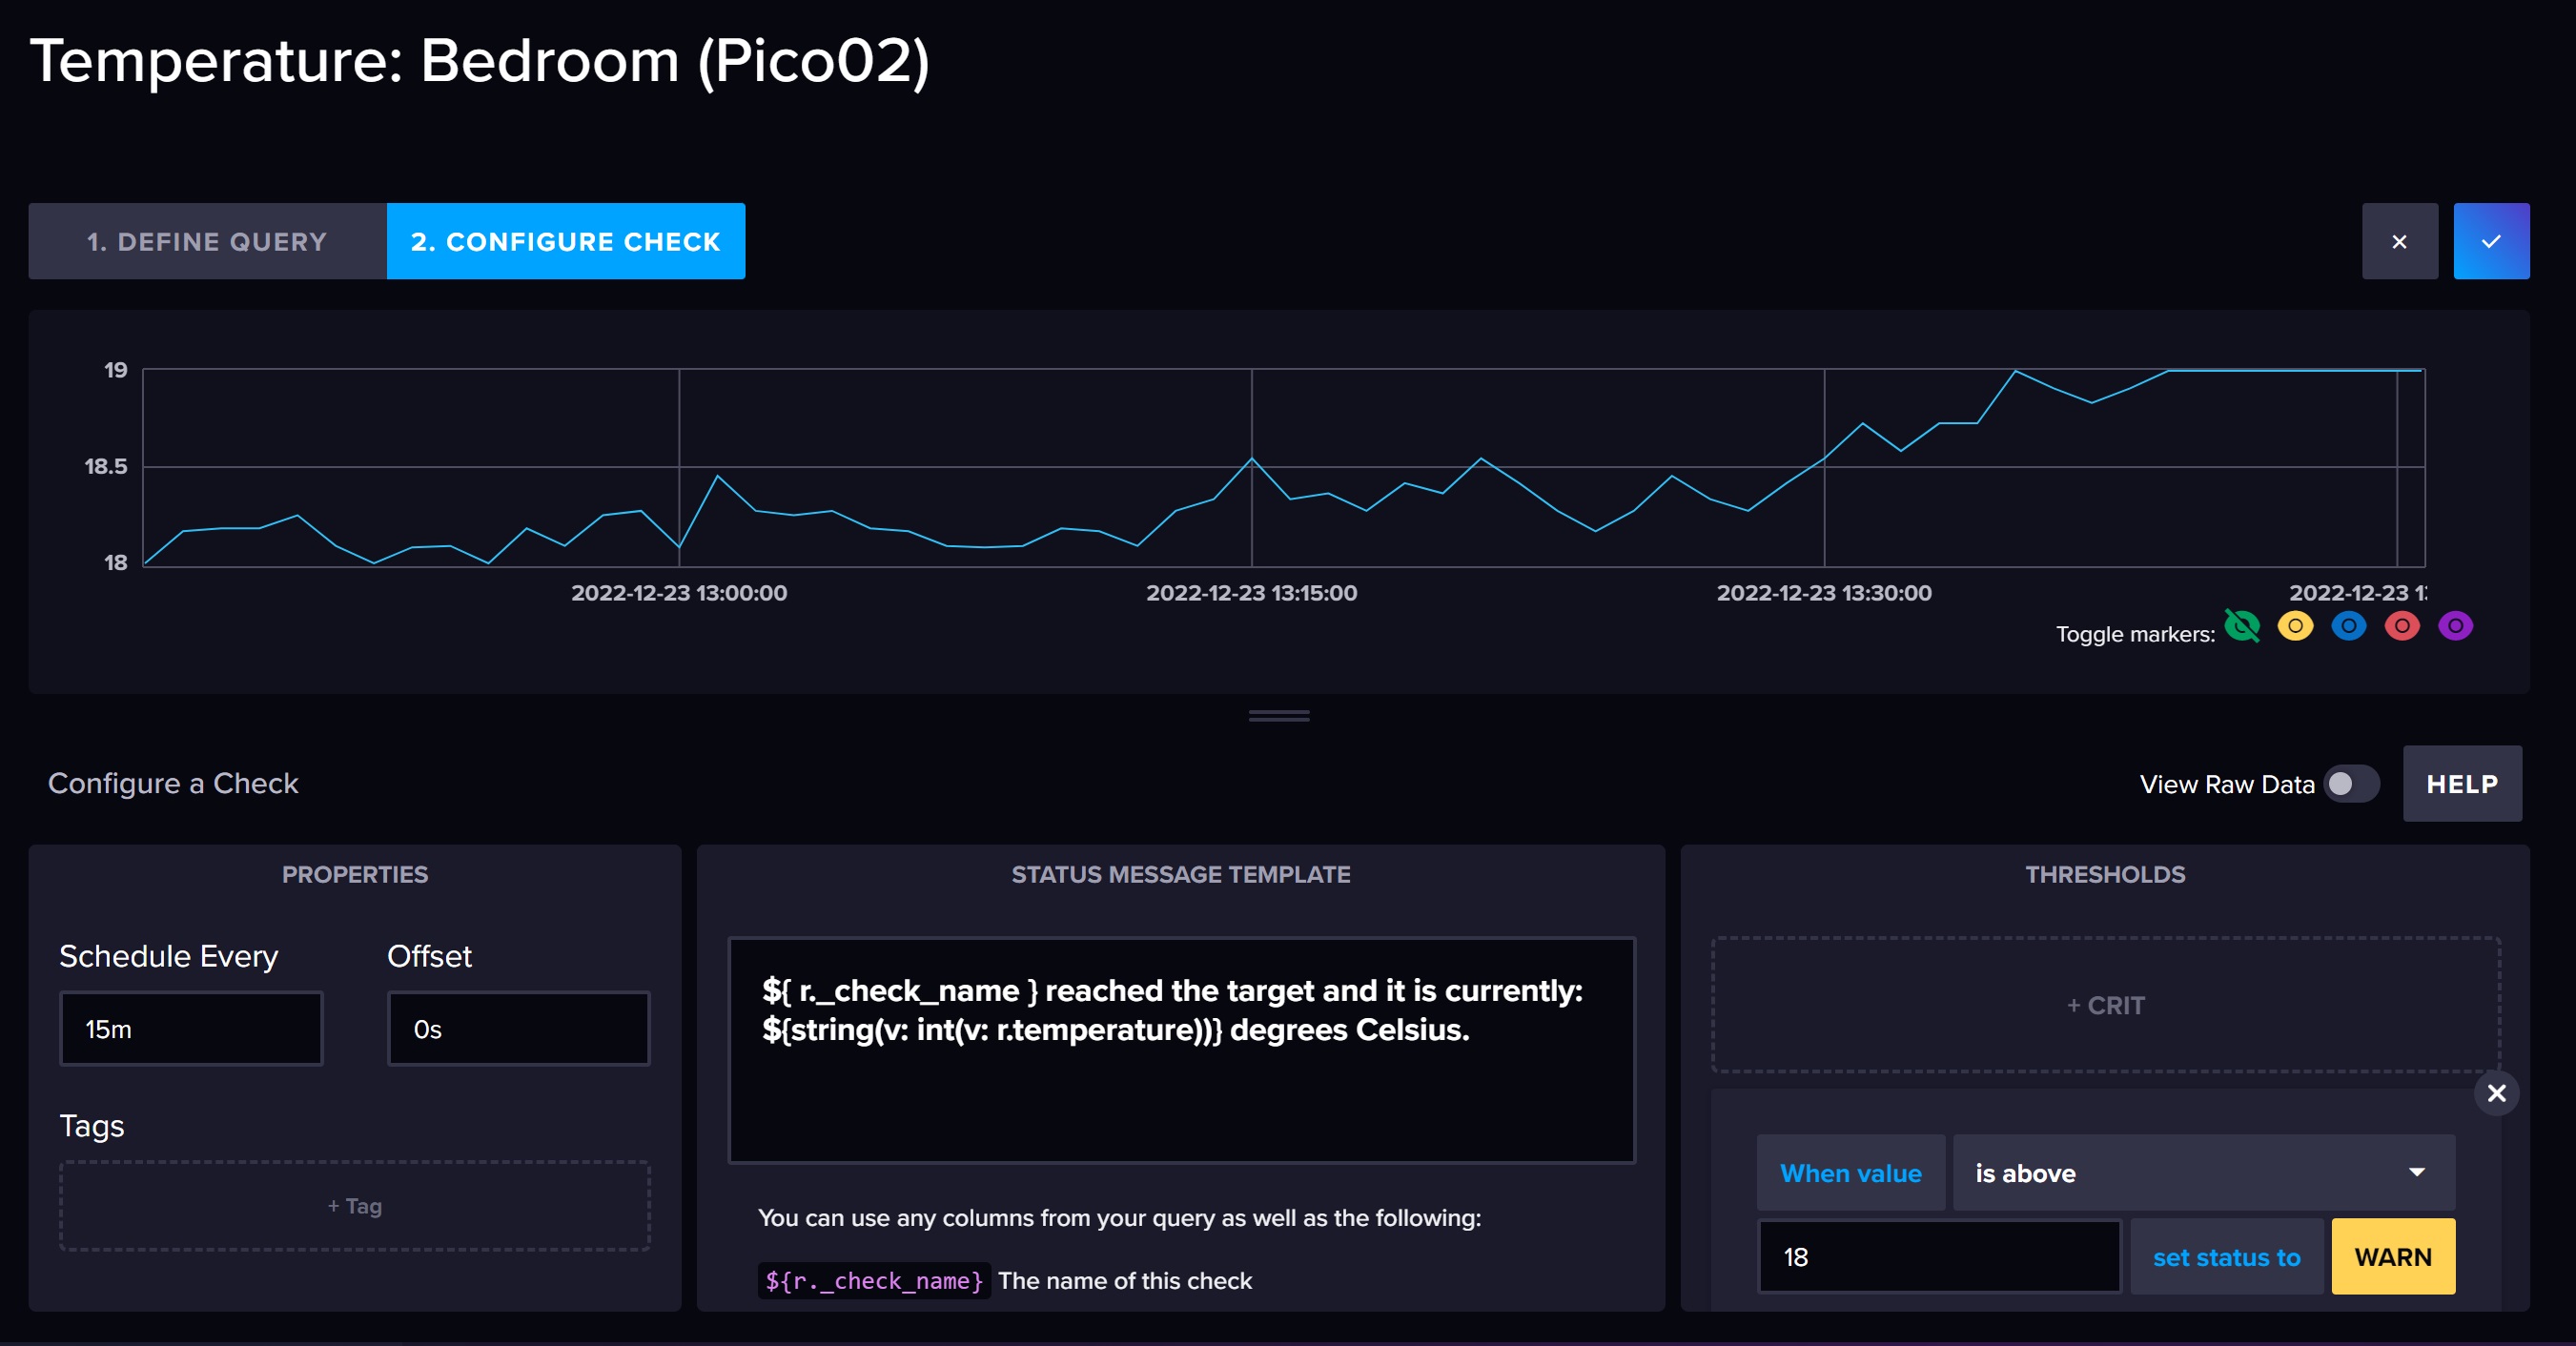 Temperature: Bedroom (Pico02)
1. DEFINE QUERY
2. CONFIGURE CHECK
19
18.5
18
2022-12-23 13:00:00
2022-12-23 13:15:00
2022-12-23 13:30:00
2022-12-23 1
Toggle markers:
Configure a Check
View Raw Data
HELP
PROPERTIES
Schedule Every
Offset
15m
0s
Tags
+ Tag
STATUS MESSAGE TEMPLATE
${ r._check_name } reached the target and it is currently:
${string(v: int(v: r.temperature))} degrees Celsius.
You can use any columns from your query as well as the following:
${r._check_name} The name of this check
THRESHOLDS
+ CRIT
When value
is above
18
set status to
WARN